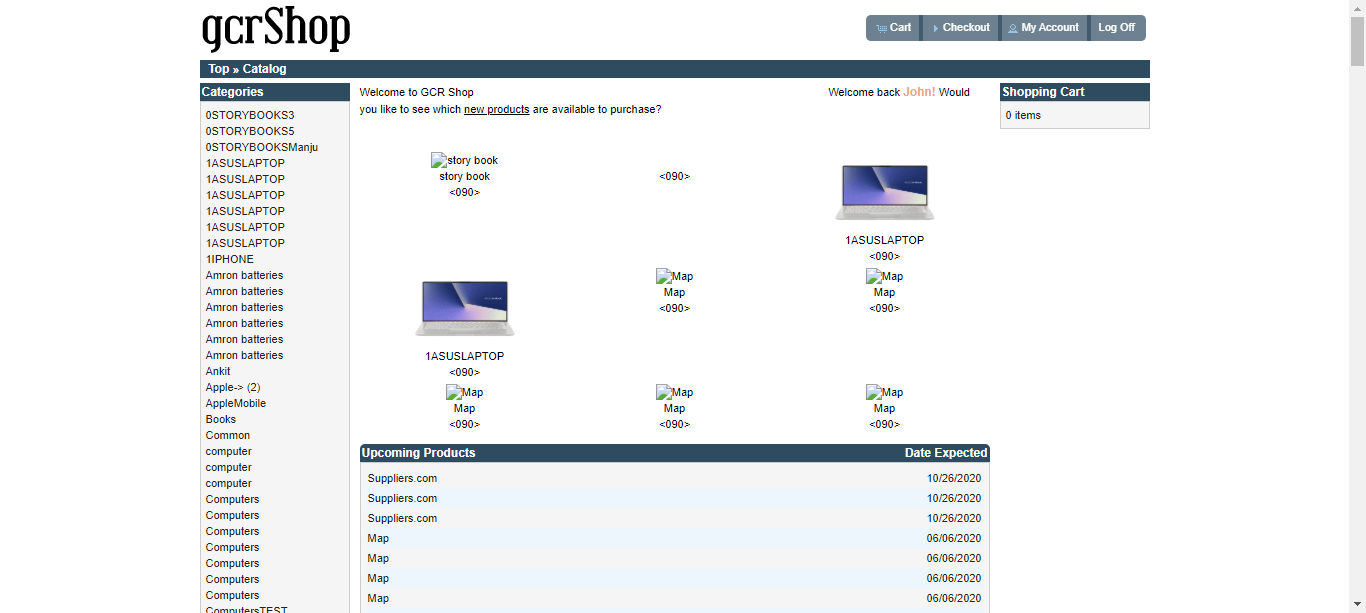 gcrShop
Cart
Checkout
My Account
Log Off
Top » Catalog
Categories
0STORYBOOKS3
0STORYBOOKS5
0STORYBOOKSManju
1ASUSLAPTOP
1ASUSLAPTOP
1ASUSLAPTOP
1ASUSLAPTOP
1ASUSLAPTOP
1ASUSLAPTOP
1IPHONE
Amron batteries
Amron batteries
Amron batteries
Amron batteries
Amron batteries
Amron batteries
Ankit
Apple-> (2)
AppleMobile
Books
Common
computer
computer
computer
Computers
Computers
Computers
Computers
Computers
Computers
Computers
ComputersTEST
Welcome to GCR Shop
Welcome back John! Would
you like to see which new products are available to purchase?
story book
story book
<090>
<090>
1ASUSLAPTOP
<090>
1ASUSLAPTOP
<090>
Map
Map
<090>
Map
Map
<090>
Map
Map
<090>
Map
Map
<090>
Map
Map
<090>
Upcoming Products Date Expected
Suppliers.com 10/26/2020
Suppliers.com 10/26/2020
Suppliers.com 10/26/2020
Map 06/06/2020
Map 06/06/2020
Map 06/06/2020
Map 06/06/2020
Shopping Cart
0 items